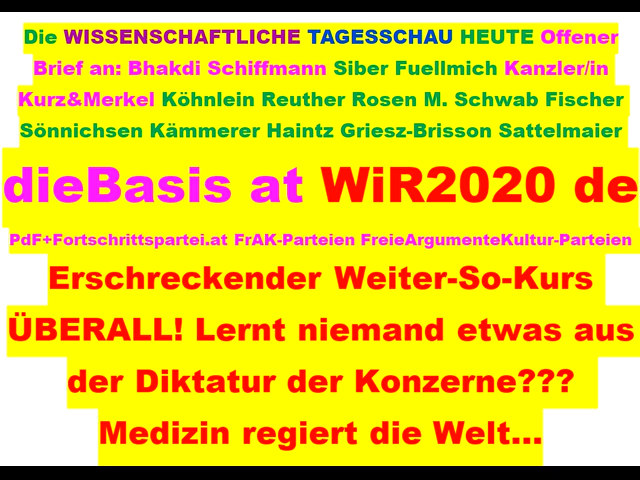 Die WISSENSCHAFTLICHE TAGESSCHAU HEUTE Offener
Brief an: Bhakdi Schiffmann Siber Fuellmich Kanzler/in
Kurz&Merkel Köhnlein Reuther Rosen M. Schwab Fischer
Sönnichsen Kämmerer Haintz Griesz-Brisson Sattelmaier
dieBasis at WiR2020 de
PdF+Fortschrittspartei.at FrAK-Parteien FreieArgumenteKultur-Parteien
Erschreckender Weiter-So-Kurs
ÜBERALL! Lernt niemand etwas aus
der Diktatur der Konzerne???
Medizin regiert die Welt...